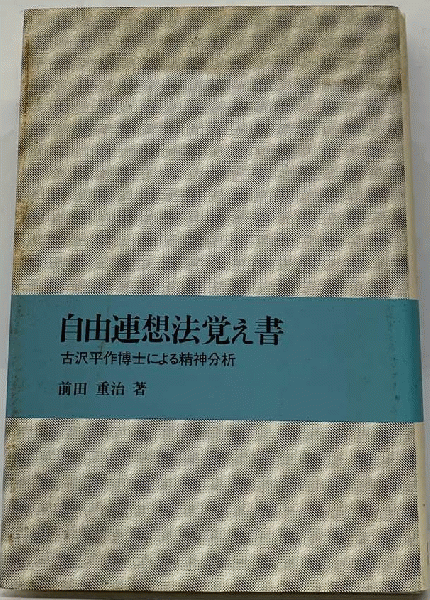 自由連想法覚え書
古沢平作博士による精神分析
前田 重治 著